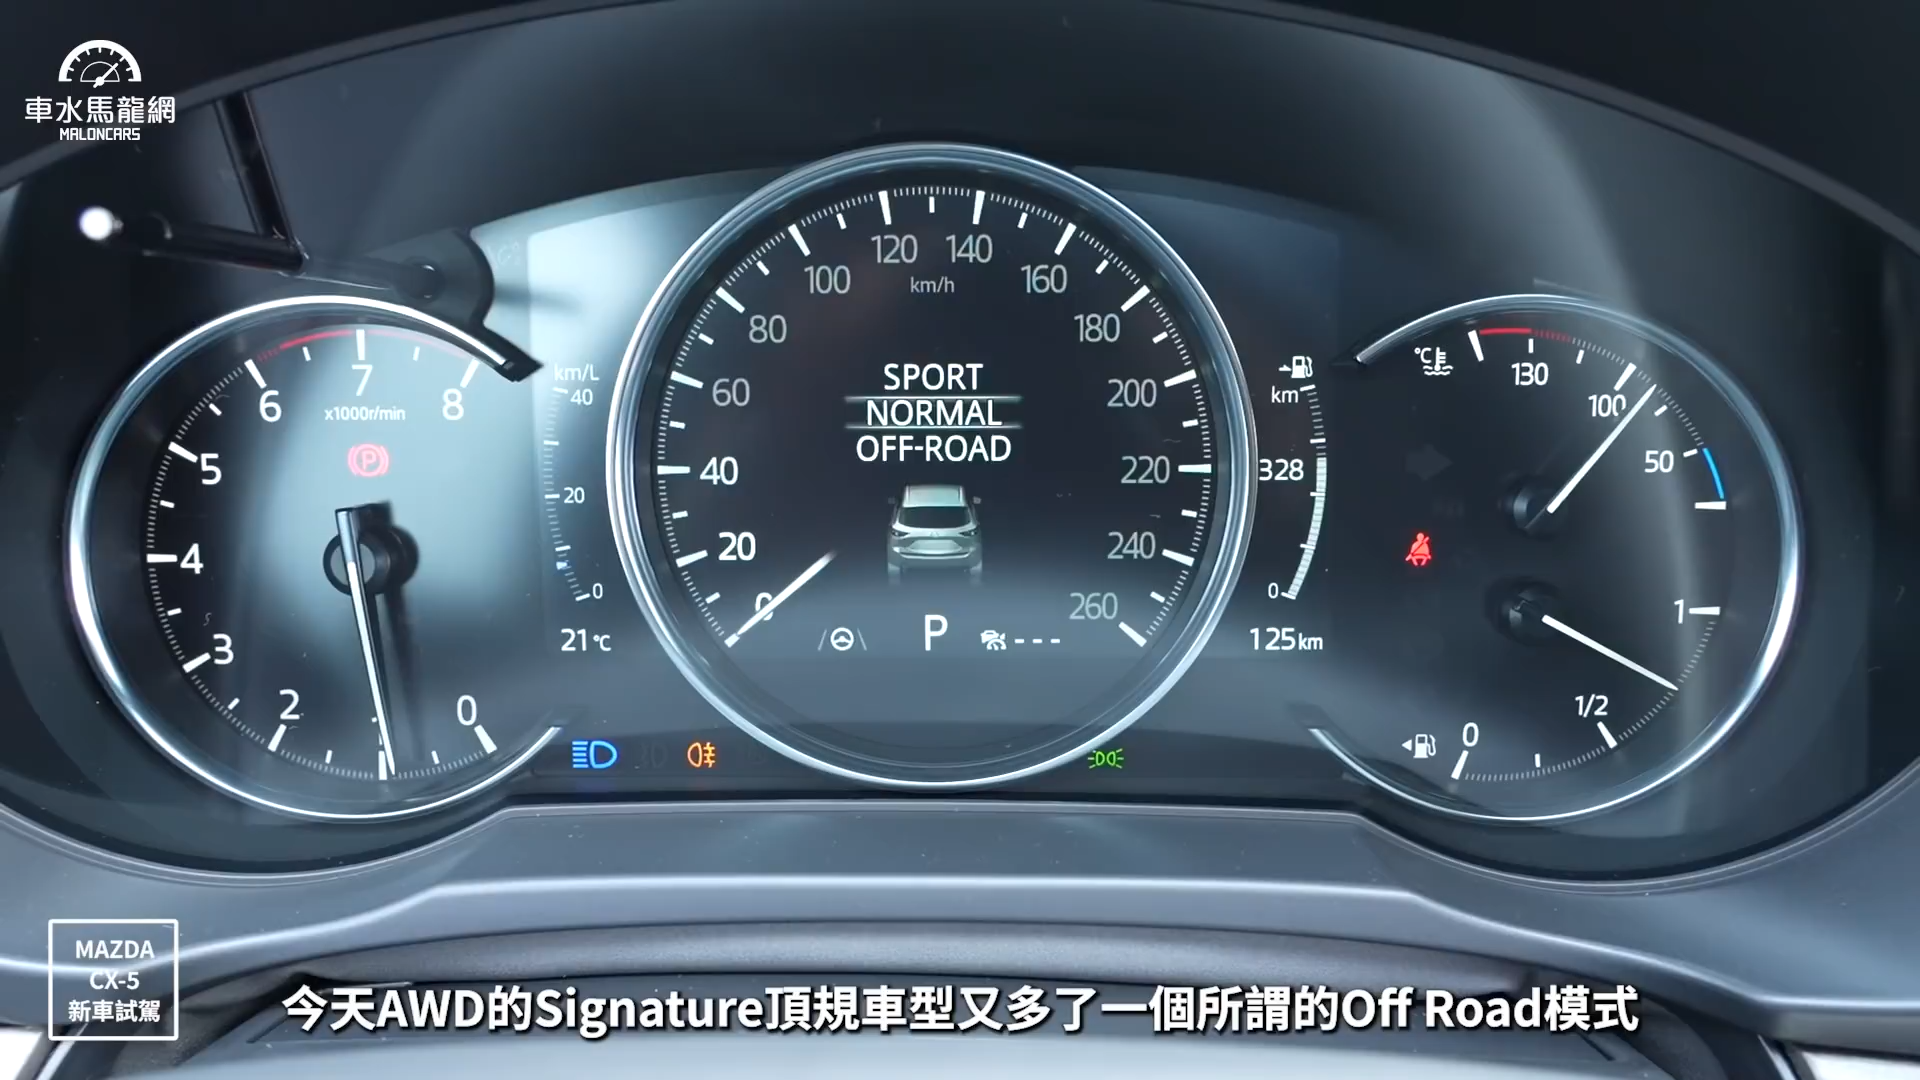 車水馬龍網
MALONCARS
6
7
8
x1000r/min
5
4
3
2
0
km/L
40
20
0
21℃
120
140
100
km/h
160
80
180
60
200
40
220
20
240
0
260
SPORT
NORMAL
OFF-ROAD
P
---
km
328
0
125km
℃
130
100
50
1
1/2
0
MAZDA
CX-5
新車試駕
今天AWD的Signature頂規車型又多了一個所謂的Off Road模式